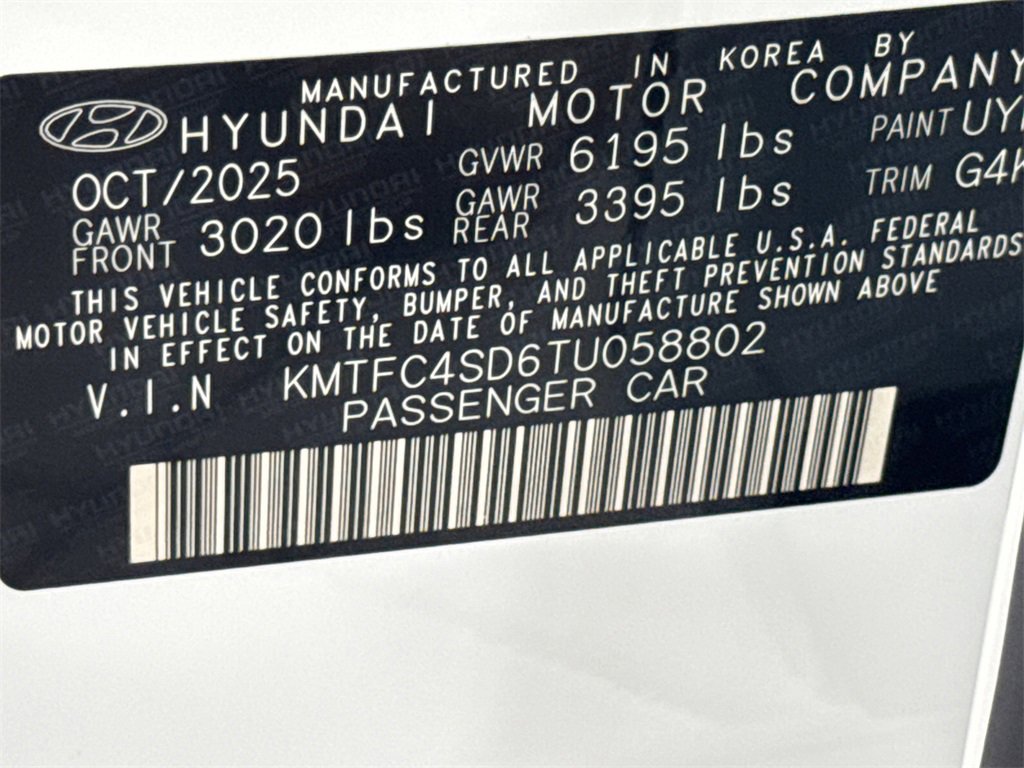 MANUFACTURED IN KOREA BY
HYUNDAI MOTOR COMPANY
OCT/2025 GVWR 6195 lbs PAINT
GAWR FRONT 3020 lbs GAWR REAR 3395 lbs TRIM
THIS VEHICLE CONFORMS TO ALL APPLICABLE U.S.A. FEDERAL
MOTOR VEHICLE SAFETY, BUMPER, AND THEFT PREVENTION STANDARDS
IN EFFECT ON THE DATE OF MANUFACTURE SHOWN ABOVE
V.I.N KMTFC4SD6TU058802
PASSENGER CAR